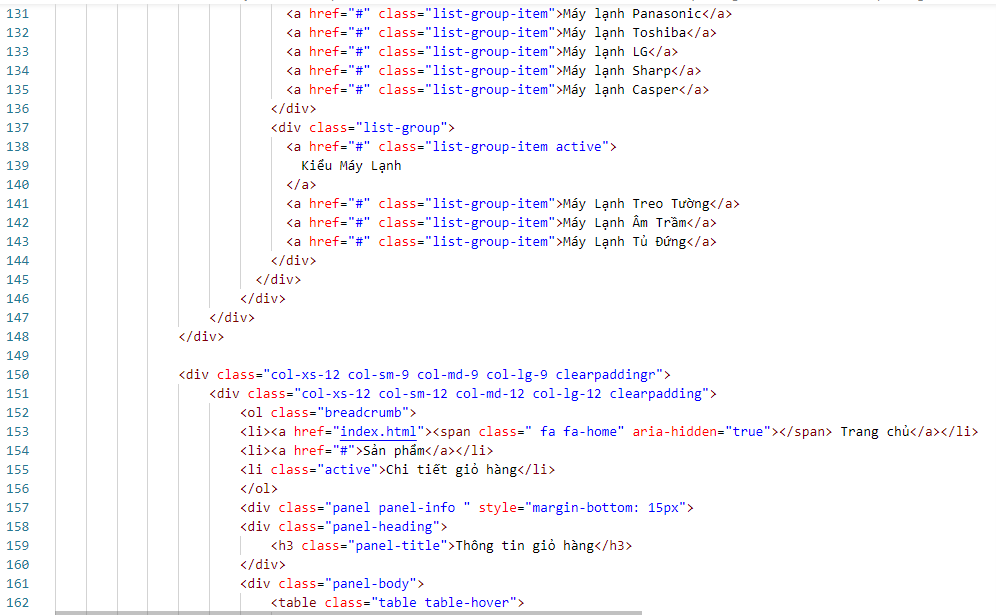 131 <a href="#" class="list-group-item">Máy lạnh Panasonic</a>
132 <a href="#" class="list-group-item">Máy lạnh Toshiba</a>
133 <a href="#" class="list-group-item">Máy lạnh LG</a>
134 <a href="#" class="list-group-item">Máy lạnh Sharp</a>
135 <a href="#" class="list-group-item">Máy lạnh Casper</a>
136 </div>
137 <div class="list-group">
138 <a href="#" class="list-group-item active">
139 Kiểu Máy Lạnh
140 </a>
141 <a href="#" class="list-group-item">Máy Lạnh Treo Tường</a>
142 <a href="#" class="list-group-item">Máy Lạnh Âm Trầm</a>
143 <a href="#" class="list-group-item">Máy Lạnh Tủ Đứng</a>
144 </div>
145 </div>
146 </div>
147 </div>
148 </div>
149
150 <div class="col-xs-12 col-sm-9 col-md-9 col-lg-9 clearpaddingr">
151 <div class="col-xs-12 col-sm-12 col-md-12 col-lg-12 clearpadding">
152 <ol class="breadcrumb">
153 <li><a href="index.html"><span class=" fa fa-home" aria-hidden="true"></span> Trang chủ</a></li>
154 <li><a href="#">Sản phẩm</a></li>
155 <li class="active">Chi tiết giỏ hàng</li>
156 </ol>
157 <div class="panel panel-info " style="margin-bottom: 15px">
158 <div class="panel-heading">
159 <h3 class="panel-title">Thông tin giỏ hàng</h3>
160 </div>
161 <div class="panel-body">
162 <table class="table table-hover">